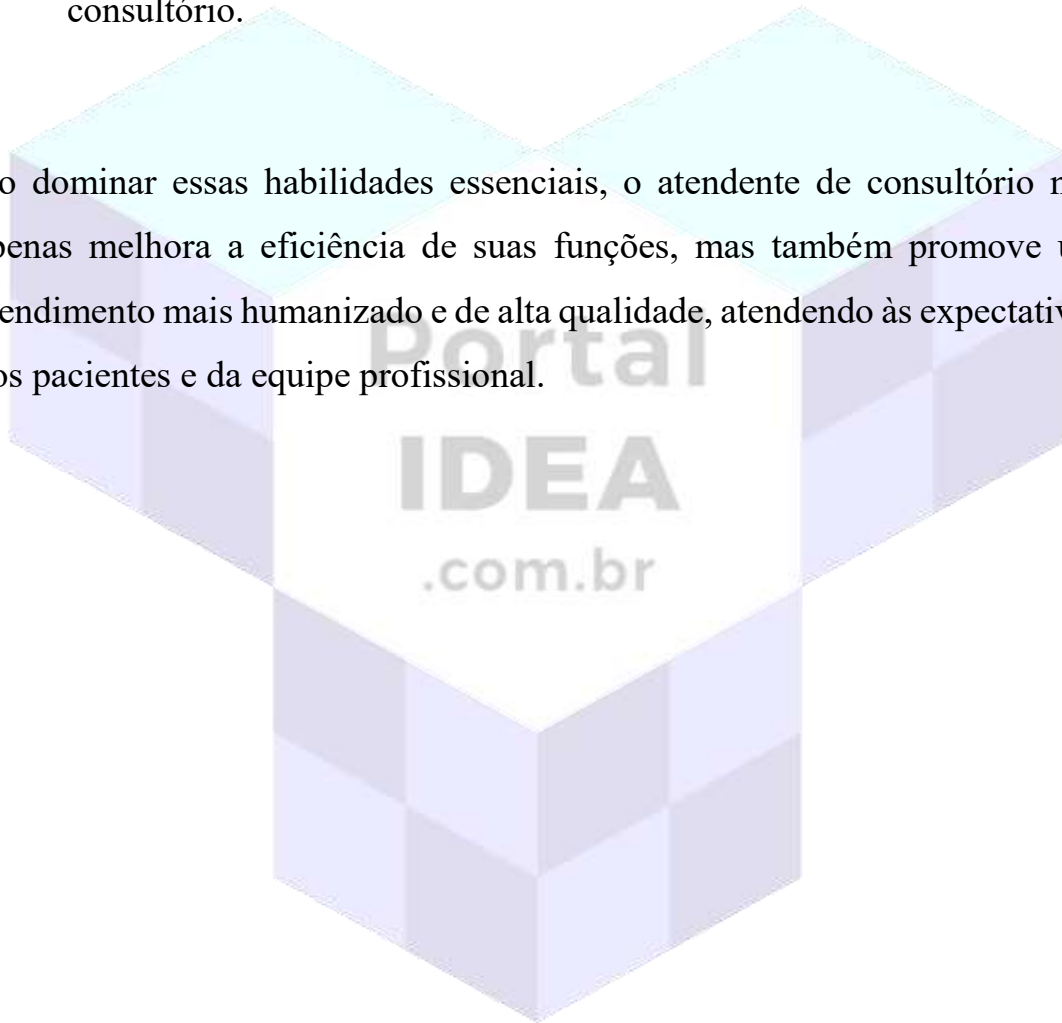 consultório.
o dominar essas habilidades essenciais, o atendente de consultório
penas melhora a eficiência de suas funções, mas também promove
endimento mais humanizado e de alta qualidade, atendendo às expectativ
os pacientes e da equipe profissional.
Portal
IDEA
.com.br